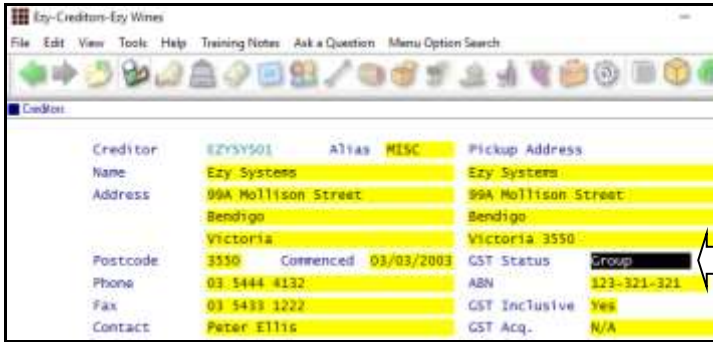 Ezy-Creditors-Ezy Wines
File Edit View Tools Help Training Notes Ask a Question Menu Option Search
Creditors
Creditor EZYSYS01 Alias MISC Pickup Address
Name Ezy Systems Ezy Systems
Address 99A Mollison Street 99A Mollison Street
Bendigo Bendigo
Victoria Victoria 3550
Postcode 3550 Commenced 03/03/2003 GST Status Group
Phone 03 5444 4132 ABN 123-321-321
Fax 03 5433 1222 GST Inclusive Yes
Contact Peter Ellis GST Acq. N/A